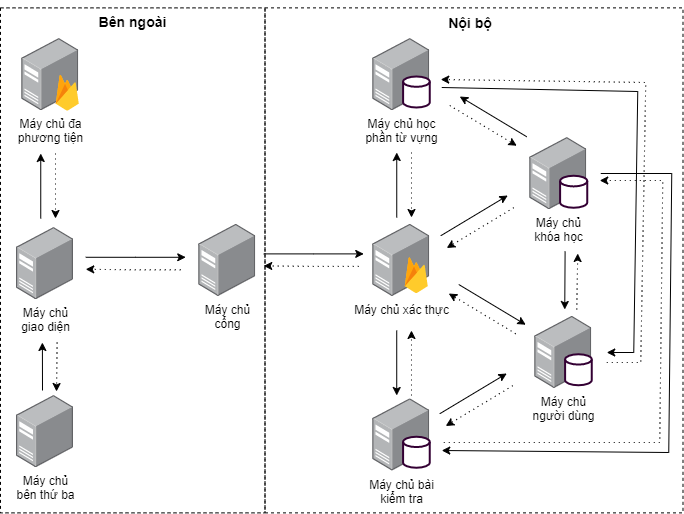 Bên ngoài
Nội bộ
Máy chủ đa
phương tiện
Máy chủ học
phần từ vựng
Máy chủ
khóa học
Máy chủ
giao diện
Máy chủ
cổng
Máy chủ xác thực
Máy chủ
người dùng
Máy chủ
bên thứ ba
Máy chủ bài
kiểm tra